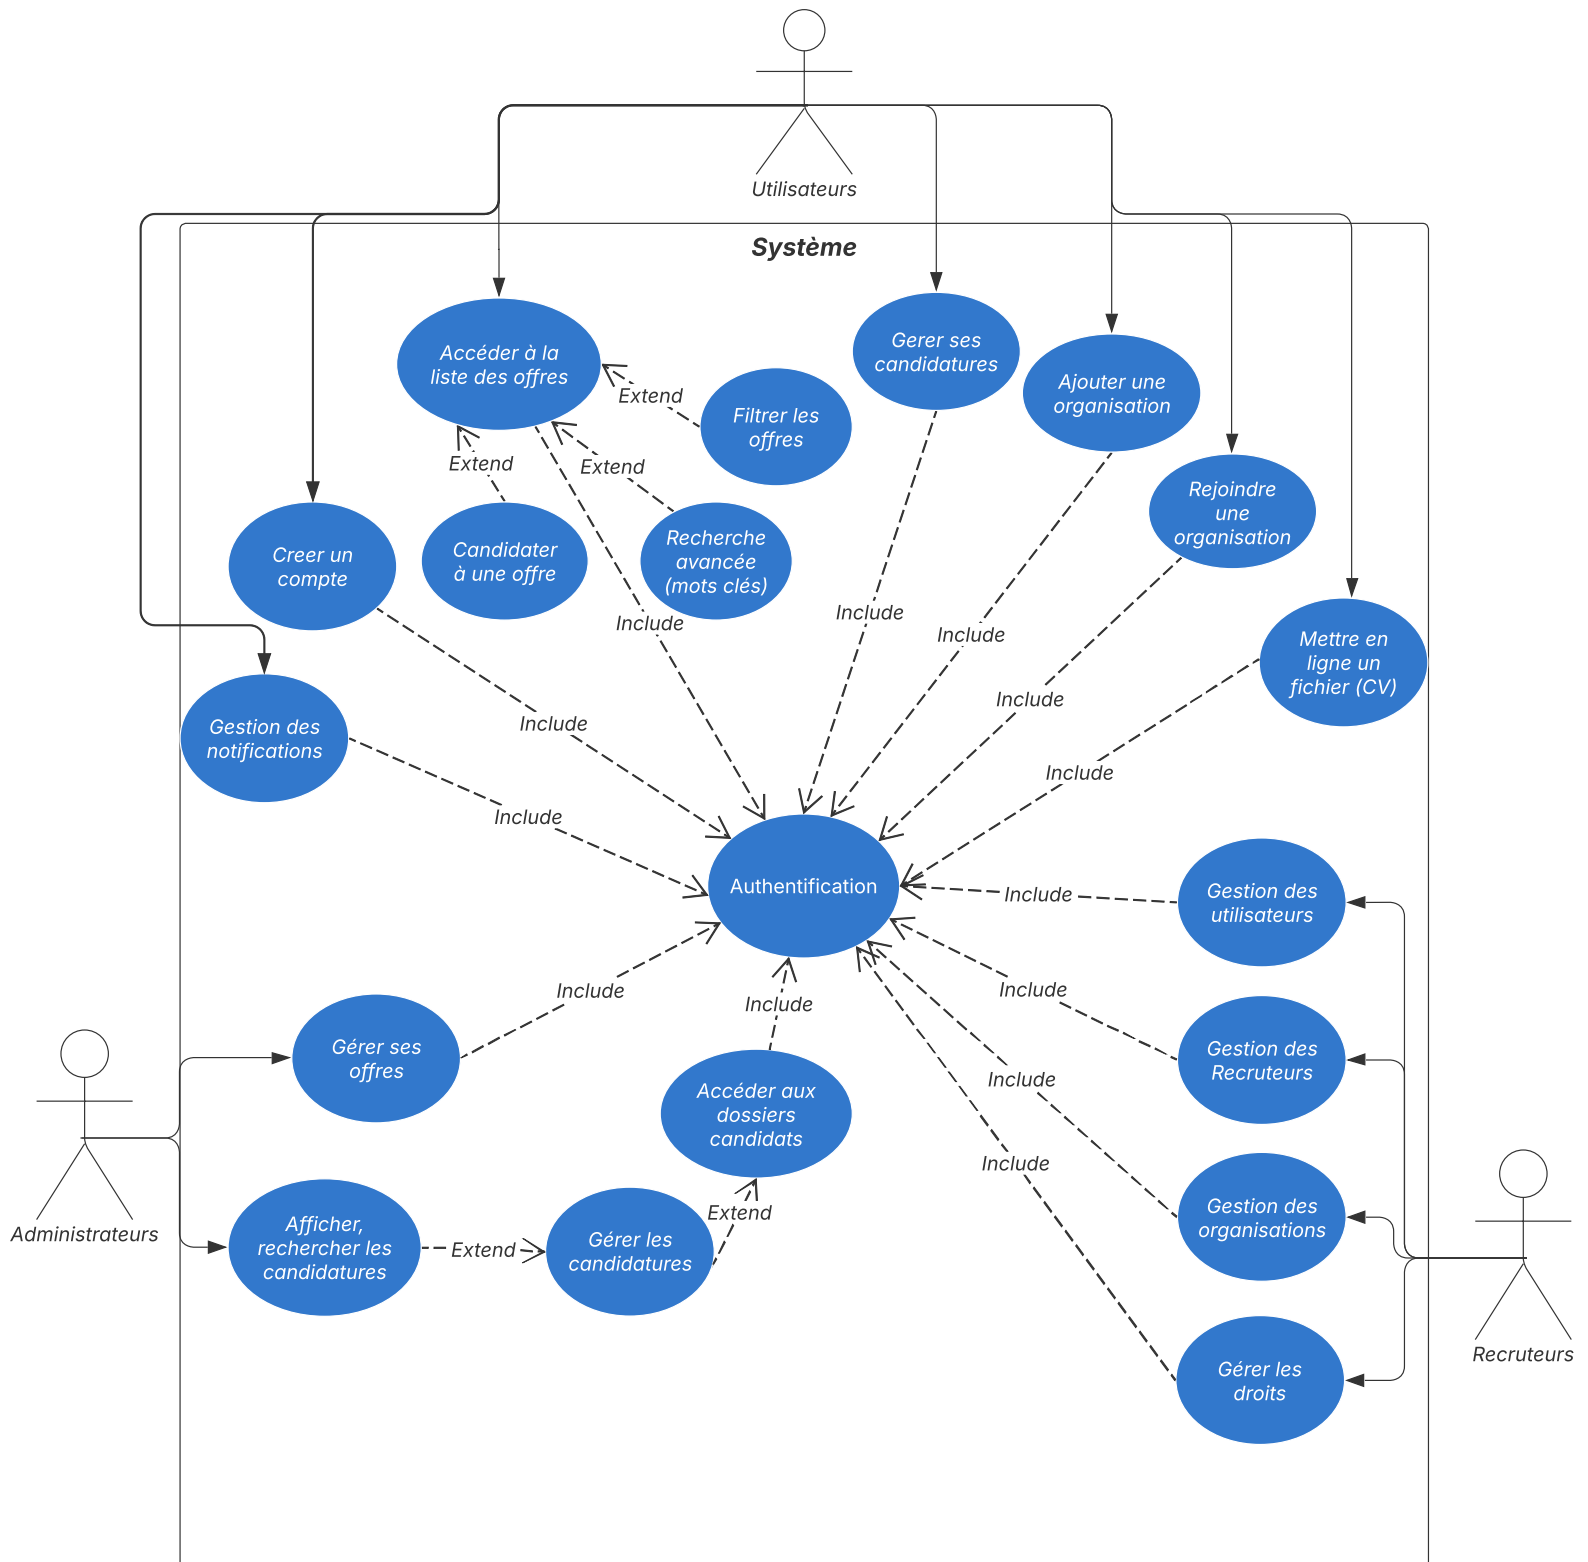 Utilisateurs
Système
Accéder à la
liste des offres
Gerer ses
candidatures
Ajouter une
organisation
Extend
Filtrer les
offres
Extend
Extend
Rejoindre
une
organisation
Creer un
compte
Candidater
à une offre
Recherche
avancée
(mots clés)
Include
Include
Include
Mettre en
ligne un
fichier (CV)
Include
Include
Gestion des
notifications
Include
Include
Authentification
Include
Gestion des
utilisateurs
Include
Include
Include
Gérer ses
offres
Gestion des
Recruteurs
Include
Accéder aux
dossiers
candidats
Include
Administrateurs
Afficher,
rechercher les
candidatures
Extend
Gérer les
candidatures
Extend
Gestion des
organisations
Recruteurs
Gérer les
droits